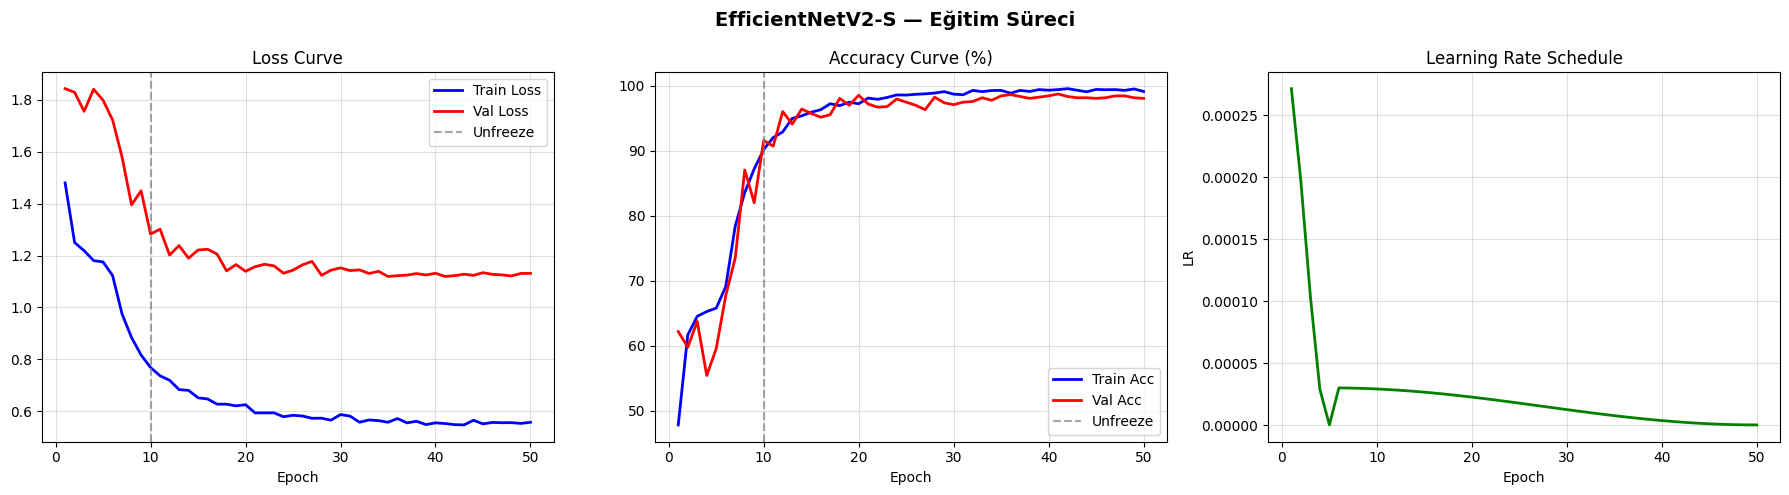 EfficientNetV2-S — Eğitim Süreci
Loss Curve
1.8
1.6
1.4
1.2
1.0
0.8
0.6
Train Loss
Val Loss
Unfreeze
0 10 20 30 40 50
Epoch
Accuracy Curve (%)
100
90
80
70
60
50
Train Acc
Val Acc
Unfreeze
0 10 20 30 40 50
Epoch
Learning Rate Schedule
LR
0.00025
0.00020
0.00015
0.00010
0.00005
0.00000
0 10 20 30 40 50
Epoch